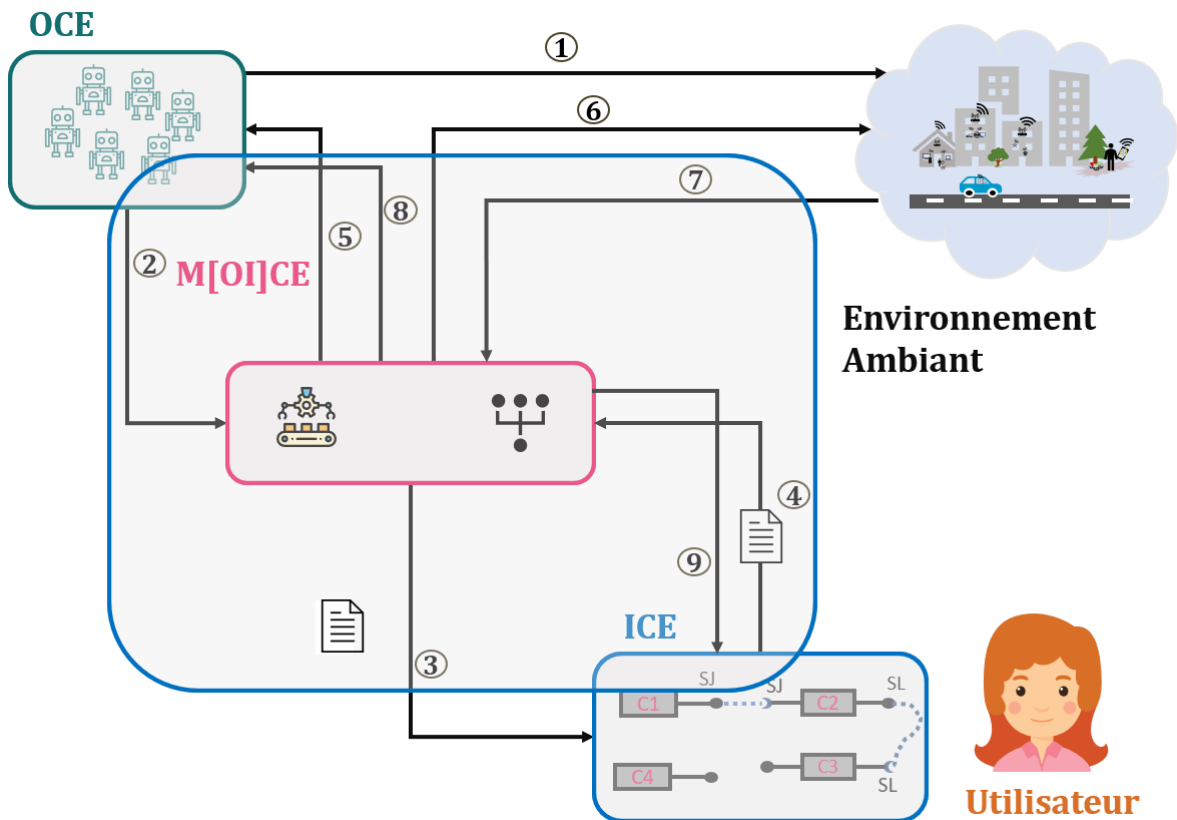 OCE
①
⑥
⑦
⑤
⑧
②
M[OI]CE
Environnement
Ambiant
④
⑨
ICE
③
SJ
SJ
SL
C1
C2
C4
C3
SL
Utilisateur